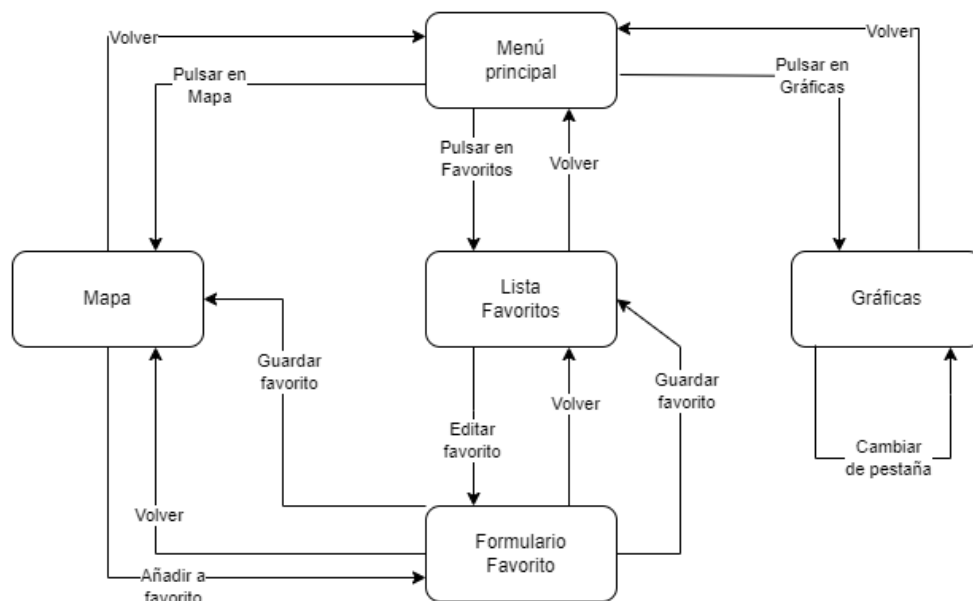 Volver
Menú
principal
Volver
Pulsar en
Mapa
Pulsar en
Gráficas
Pulsar en
Favoritos
Volver
Mapa
Lista
Favoritos
Gráficas
Guardar
favorito
Volver
Guardar
favorito
Editar
favorito
Cambiar
de pestaña
Volver
Formulario
Favorito
Añadir a
favorito